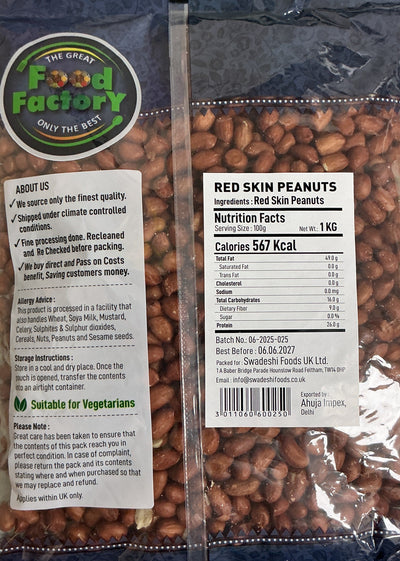 THE GREAT
Food
Factory
ONLY THE BEST
ABOUT US
✓ We source only the finest quality.
✓ Shipped under climate controlled
conditions.
✓ Fine processing done. Recleaned
and Re Checked before packing.
✓ We buy direct and Pass on Costs
benefit, Saving customers money.
Allergy Advice :
This product is processed in a facility that
also handles Wheat, Soya Milk, Mustard,
Celery, Sulphites & Sulphur dioxides,
Cereals, Nuts, Peanuts and Sesame seeds.
Storage Instructions :
Store in a cool and dry place. Once the
pouch is opened, transfer the contents
into an airtight container.
Suitable for Vegetarians
Please Note :
Great care has been taken to ensure
that the contents of this pack reach you in
perfect condition. In case of complaint,
please return the pack and its contents
stating where and when purchased so that
we may replace and refund.
Applies within UK only.
RED SKIN PEANUTS
Ingredients : Red Skin Peanuts
Nutrition Facts
Serving Size : 100g Net Wt.: 1 KG
Calories 567 Kcal
Total Fat 49.0 g
Saturated Fat 0.0 g
Trans Fat 0.0 g
Cholesterol 0.0 g
Sodium 0.0 mg
Total Carbohydrates 16.0 g
Dietary Fiber 9.0 g
Sugar 0.0 %
Protein 26.0 g
Batch No.: 06-2025-025
Best Before : 06.06.2027
Packed for : Swadeshi Foods UK Ltd.
1 A Baber Bridge Parade Hounslow Road Feltham, TW14 0HP
Email : info@swadeshifoods.co.uk
3 011060 600250
Exported by :
Ahuja Impex,
Delhi